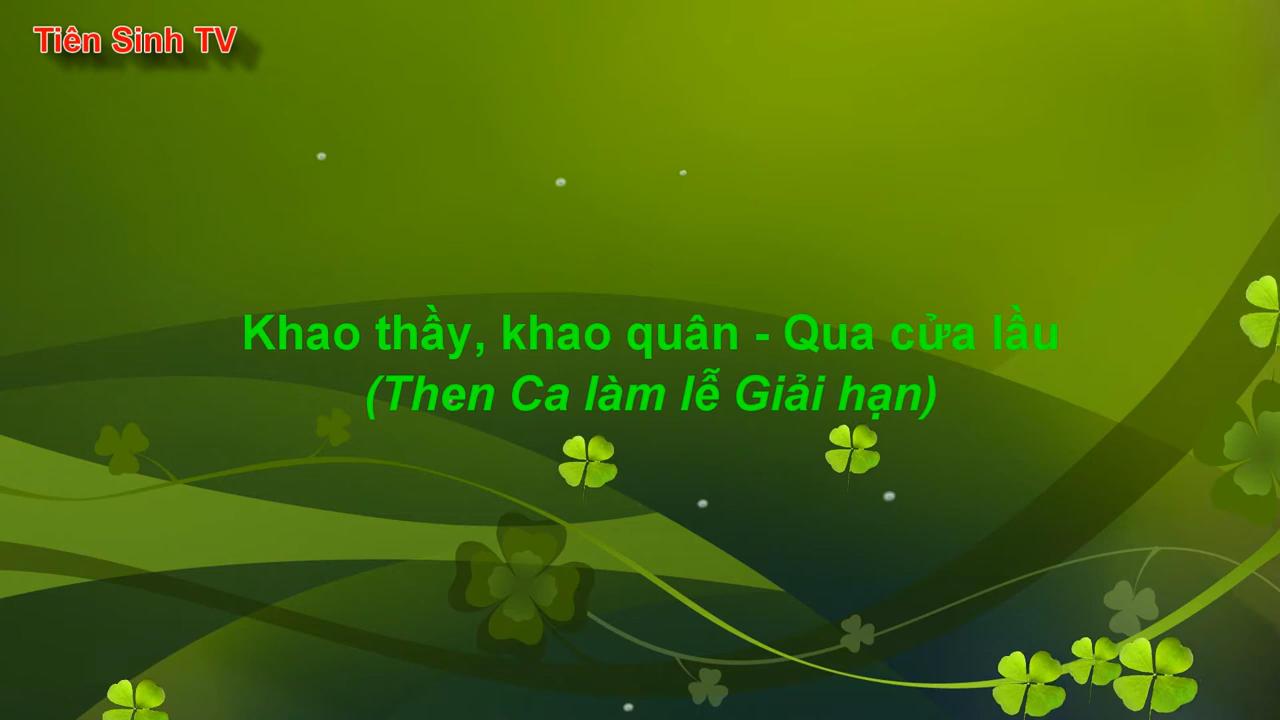 Tiên Sinh TV
Khao thầy, khao quân - Qua cửa lầu
(Then Ca làm lễ Giải hạn)